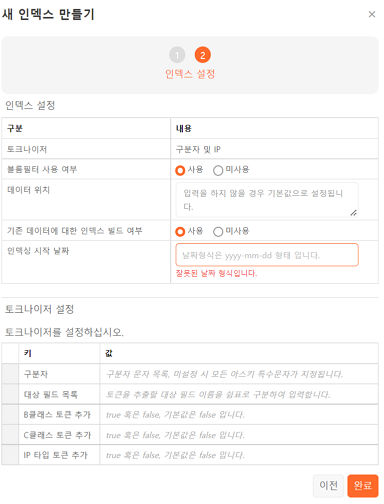 새 인덱스 만들기
×
1 2
인덱스 설정
인덱스 설정
구분 내용
토크나이저 구분자 및 IP
블룸필터 사용 여부 사용 미사용
데이터 위치 입력을 하지 않을 경우 기본값으로 설정됩니
다.
기존 데이터에 대한 인덱스 빌드 여부 사용 미사용
인덱싱 시작 날짜 날짜형식은 yyyy-mm-dd 형태 입니다.
잘못된 날짜 형식입니다.
토크나이저 설정
토크나이저를 설정하십시오.
키 값
구분자 구분자 문자 목록, 미설정 시 모든 아스키 특수문자가 지정됩니다.
대상 필드 목록 토큰을 추출할 대상 필드 이름을 쉼표로 구분하여 입력합니다.
B클래스 토큰 추가 true 혹은 false, 기본값은 false 입니다.
C클래스 토큰 추가 true 혹은 false, 기본값은 false 입니다.
IP 타입 토큰 추가 true 혹은 false, 기본값은 false 입니다.
이전 완료